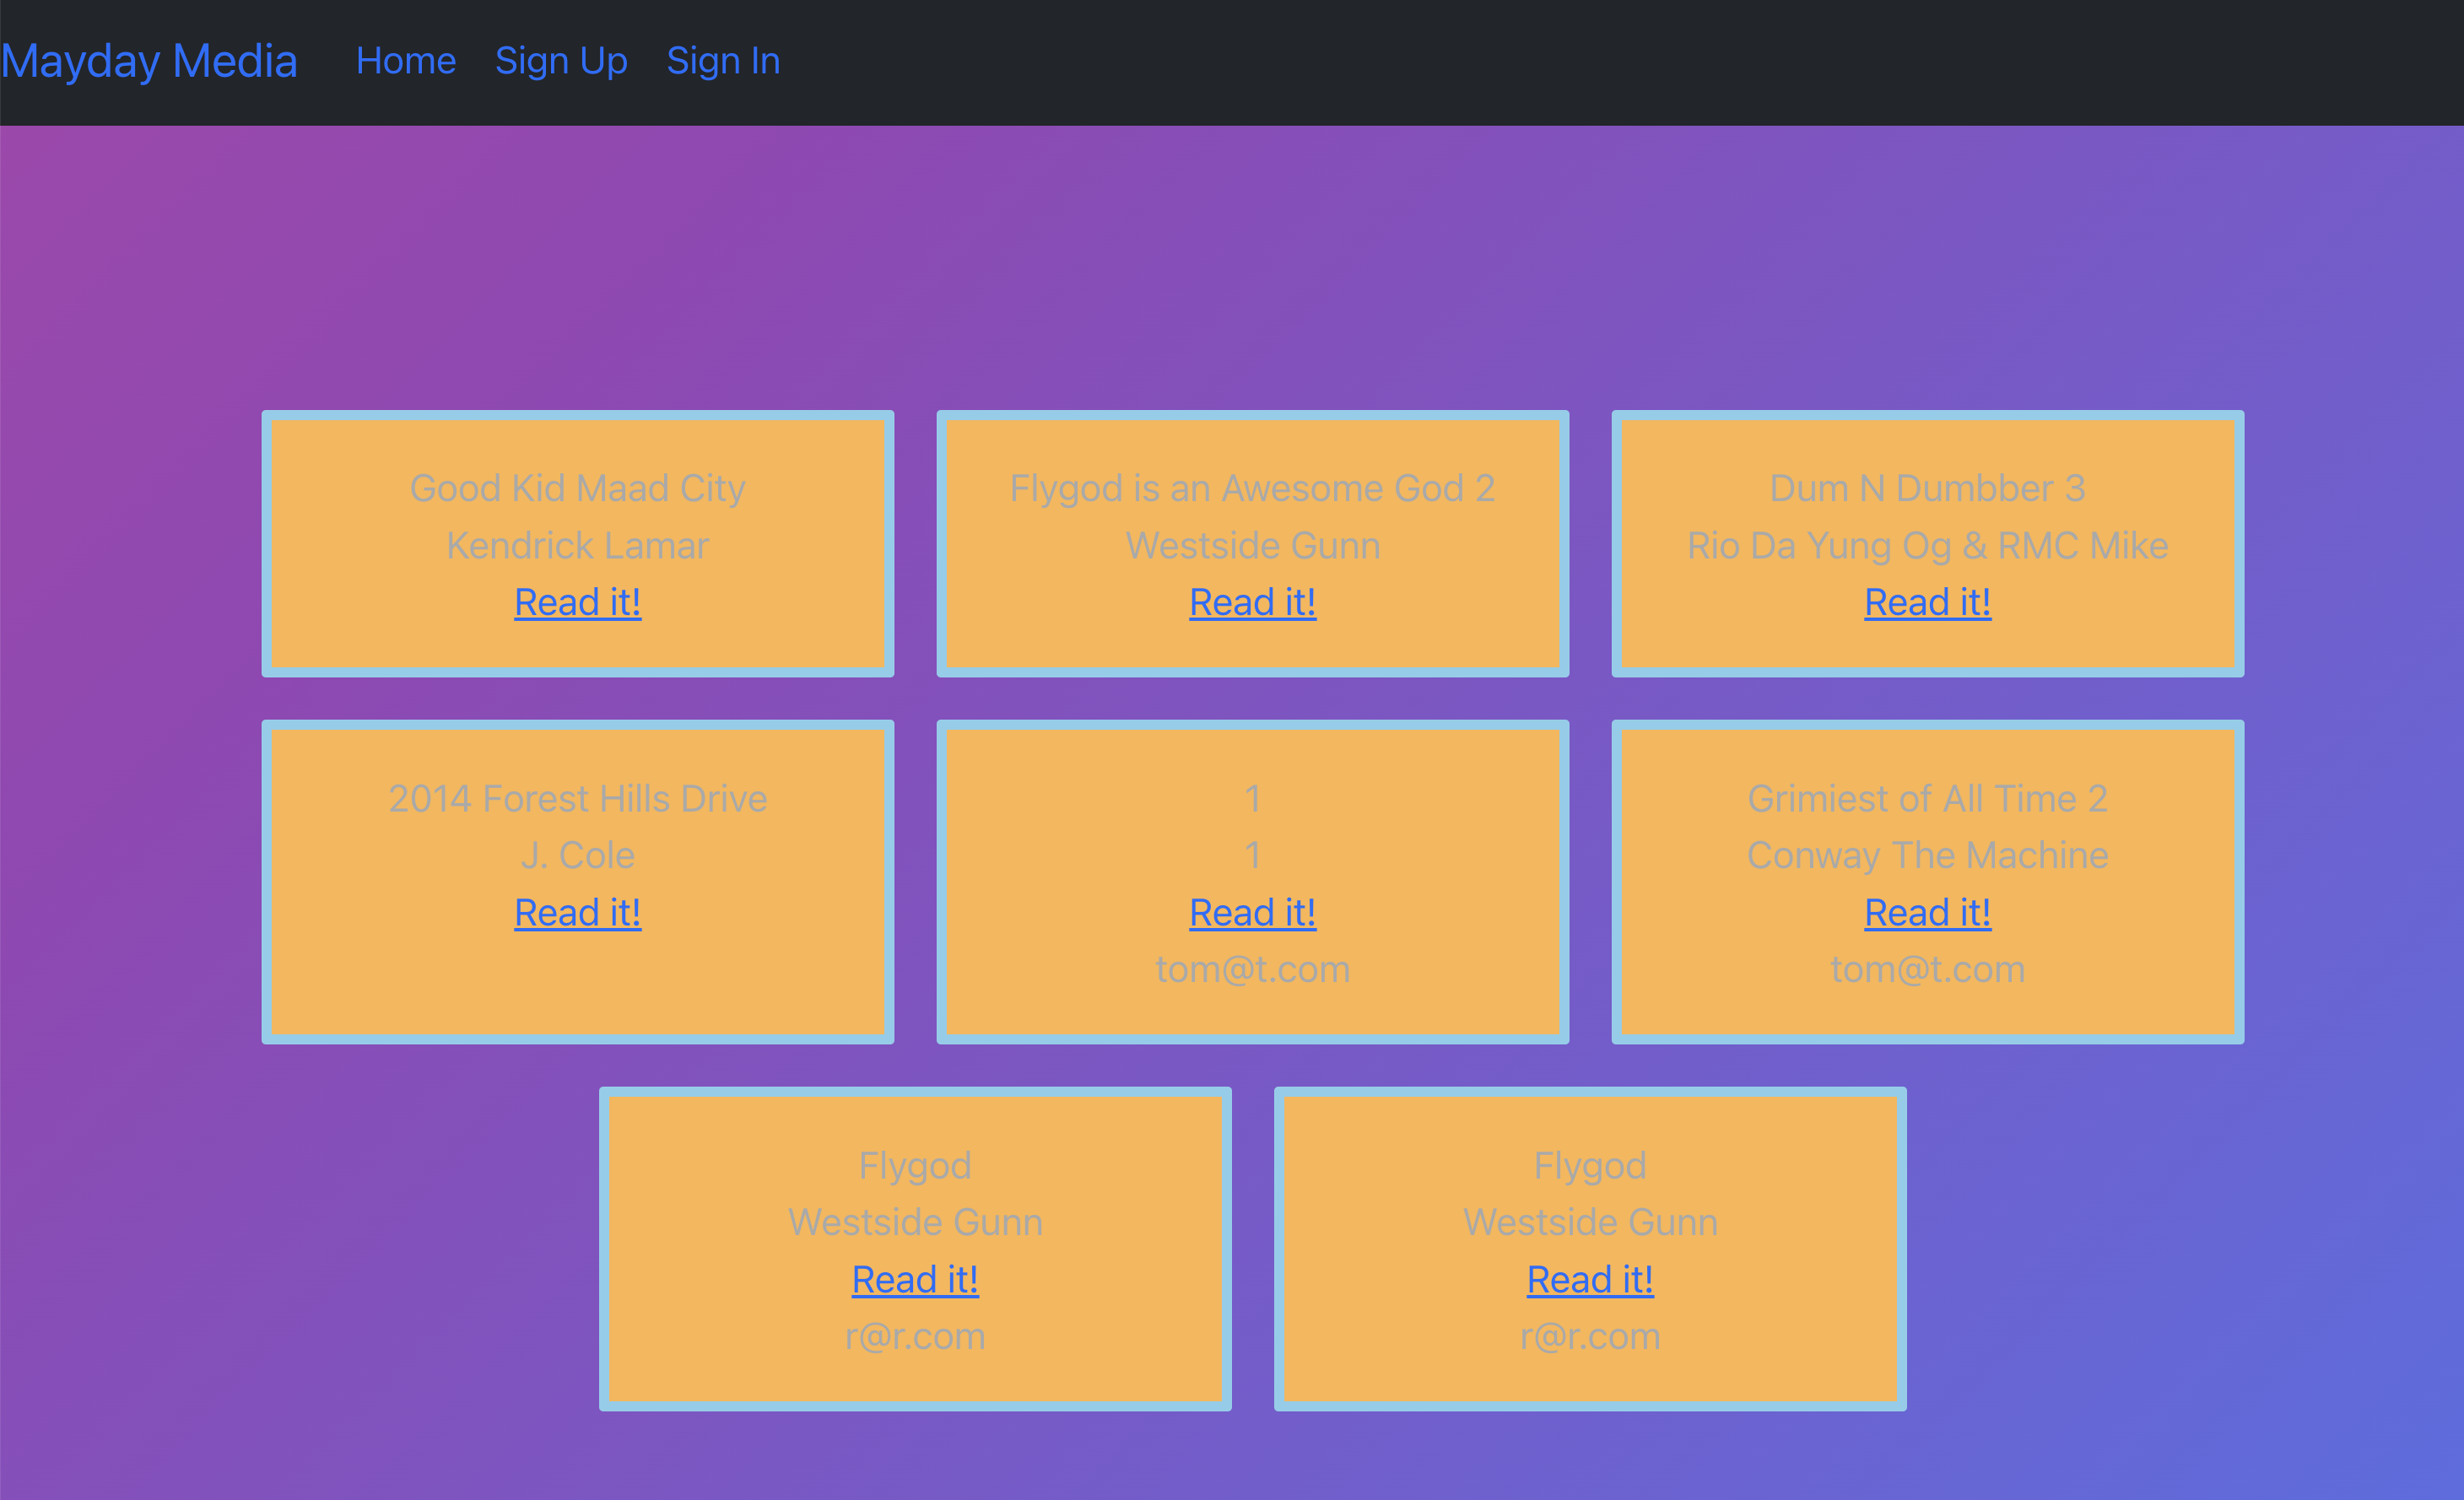 Mayday Media Home Sign Up Sign In
Good Kid Maad City
Kendrick Lamar
Read it!
Flygod is an Awesome God 2
Westside Gunn
Read it!
Dum N Dumbber 3
Rio Da Yung Og & RMC Mike
Read it!
2014 Forest Hills Drive
J. Cole
Read it!
1
1
Read it!
tom@t.com
Grimiest of All Time 2
Conway The Machine
Read it!
tom@t.com
Flygod
Westside Gunn
Read it!
r@r.com
Flygod
Westside Gunn
Read it!
r@r.com